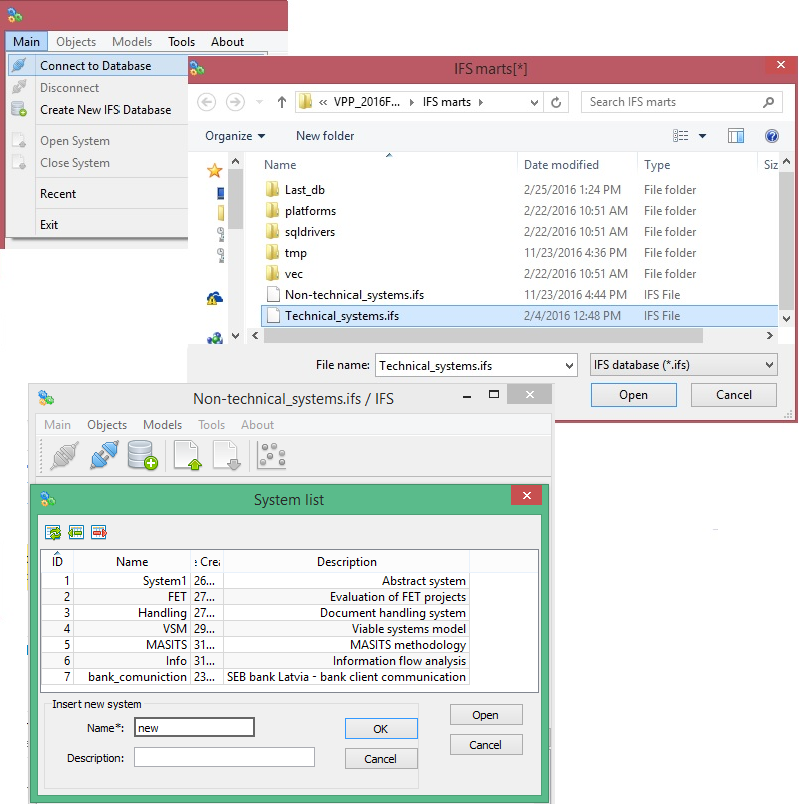 Main Objects Models Tools About
Connect to Database
Disconnect
Create New IFS Database
Open System
Close System
Recent
Exit
IFS marts[*]
« VPP_2016F... IFS marts
Search IFS marts
Organize New folder
Name Date modified Type Siz
Last_db 2/25/2016 1:24 PM File folder
platforms 2/22/2016 10:51 AM File folder
sqldrivers 2/22/2016 10:51 AM File folder
tmp 11/23/2016 4:36 PM File folder
vec 2/22/2016 10:51 AM File folder
Non-technical_systems.ifs 11/23/2016 4:44 PM IFS File
Technical_systems.ifs 2/4/2016 12:48 PM IFS File
File name: Technical_systems.ifs IFS database (*.ifs)
Open Cancel
Non-technical_systems.ifs / IFS
Main Objects Models Tools About
System list
ID Name e Crea Description
1 System1 26... Abstract system
2 FET 27... Evaluation of FET projects
3 Handling 27... Document handling system
4 VSM 29... Viable systems model
5 MASITS 31... MASITS methodology
6 Info 31... Information flow analysis
7 bank_comuniction 23... SEB bank Latvia - bank client communication
Insert new system
Name*: new OK
Description: Cancel
Open
Cancel